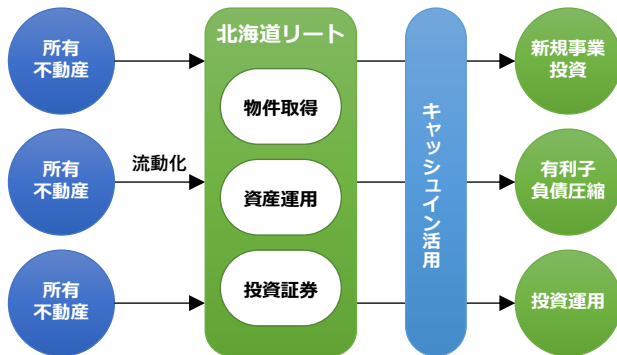 所有
不動産
北海道リート
新規事業
投資
物件取得
所有
不動産
流動化
資産運用
キャッシュイン活用
有利子
負債圧縮
所有
不動産
投資証券
投資運用